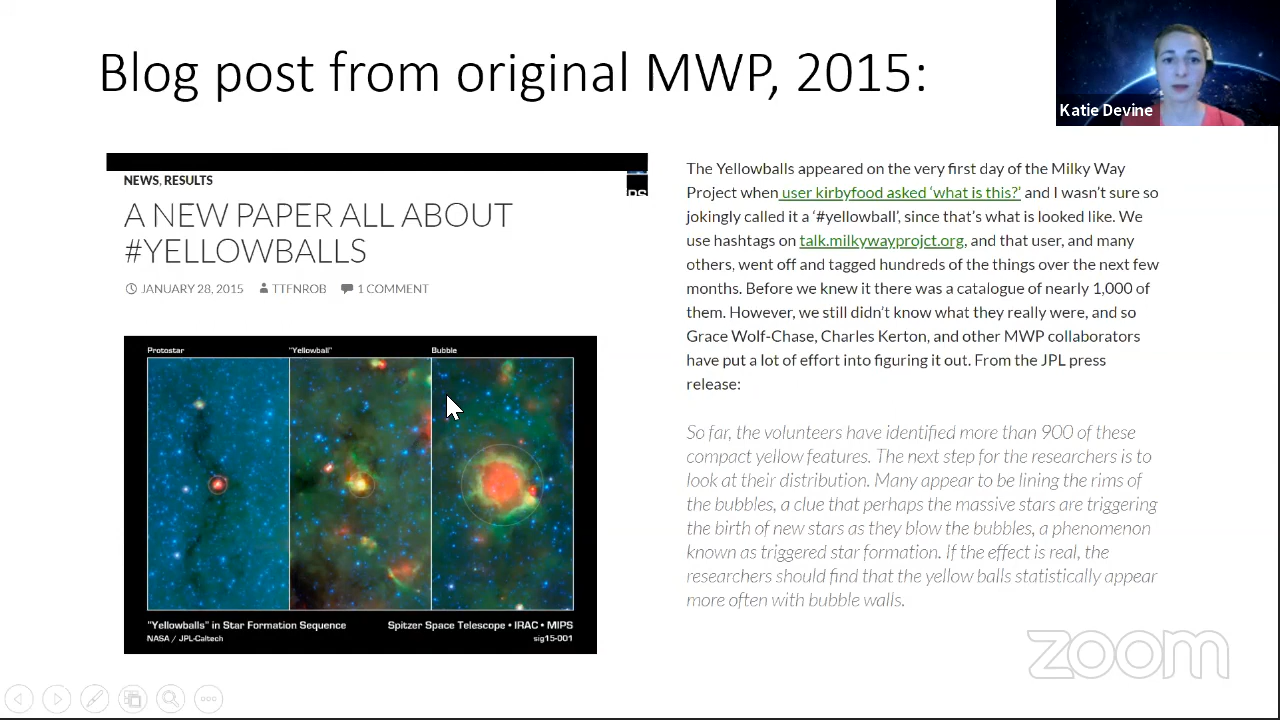 Blog post from original MWP, 2015:
Katie Devine
NEWS, RESULTS
A NEW PAPER ALL ABOUT
#YELLOWBALLS
JANUARY 28, 2015 TTFNROB 1 COMMENT
Protostar "Yellowball" Bubble
"Yellowballs" in Star Formation Sequence Spitzer Space Telescope • IRAC • MIPS
NASA / JPL-Caltech sig15-001
The Yellowballs appeared on the very first day of the Milky Way
Project when user kirbyfood asked ‘what is this?’ and I wasn’t sure so
jokingly called it a ‘#yellowball’, since that’s what is looked like. We
use hashtags on talk.milkywayprojct.org, and that user, and many
others, went off and tagged hundreds of the things over the next few
months. Before we knew it there was a catalogue of nearly 1,000 of
them. However, we still didn’t know what they really were, and so
Grace Wolf-Chase, Charles Kerton, and other MWP collaborators
have put a lot of effort into figuring it out. From the JPL press
release:
So far, the volunteers have identified more than 900 of these
compact yellow features. The next step for the researchers is to
look at their distribution. Many appear to be lining the rims of
the bubbles, a clue that perhaps the massive stars are triggering
the birth of new stars as they blow the bubbles, a phenomenon
known as triggered star formation. If the effect is real, the
researchers should find that the yellow balls statistically appear
more often with bubble walls.
zoom